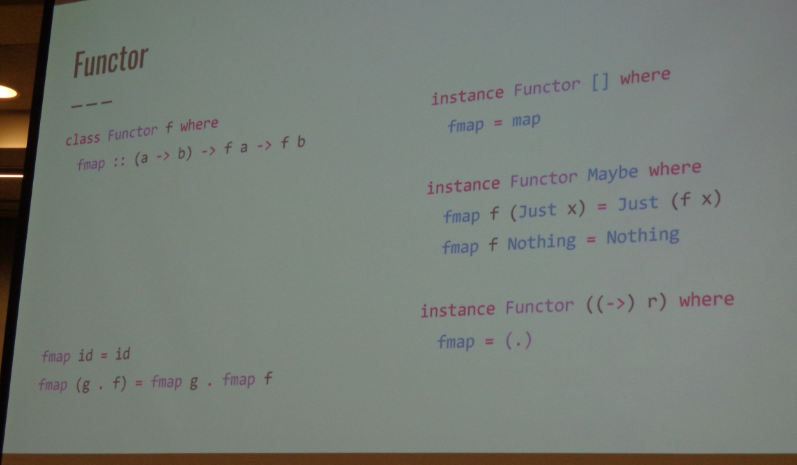 Functor
---
class Functor f where
fmap :: (a -> b) -> f a -> f b
fmap id = id
fmap (g . f) = fmap g . fmap f
instance Functor [] where
fmap = map
instance Functor Maybe where
fmap f (Just x) = Just (f x)
fmap f Nothing = Nothing
instance Functor ((->) r) where
fmap = (.)